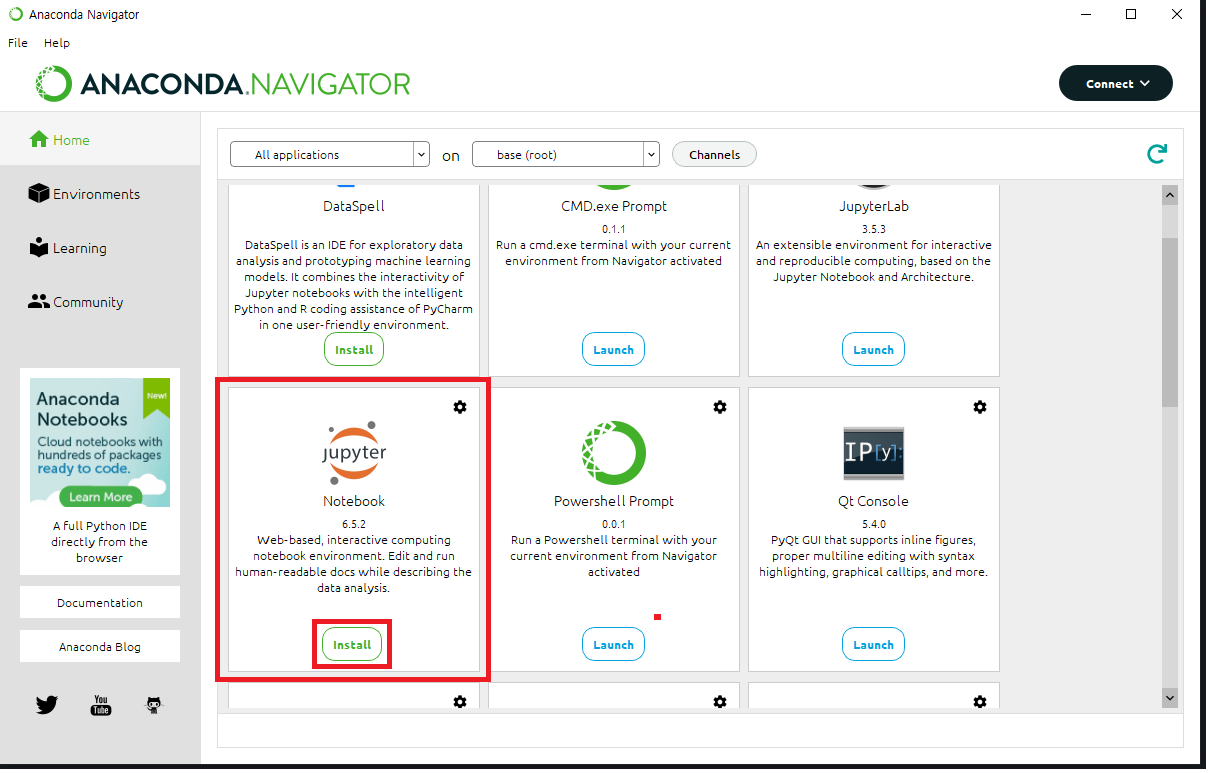 Anaconda Navigator
File Help
ANACONDA.NAVIGATOR
Connect
Home
Environments
Learning
Community
Anaconda
Notebooks
New!
Cloud notebooks with
hundreds of packages
ready to code.
Learn More
A full Python IDE
directly from the
browser
Documentation
Anaconda Blog
You
Tube
All applications
on
base (root)
Channels
DataSpell
DataSpell is an IDE for exploratory data
analysis and prototyping machine learning
models. It combines the interactivity of
Jupyter notebooks with the intelligent
Python and R coding assistance of PyCharm
in one user-friendly environment.
Install
CMD.exe Prompt
0.1.1
Run a cmd.exe terminal with your current
environment from Navigator activated
Launch
JupyterLab
3.5.3
An extensible environment for interactive
and reproducible computing, based on the
Jupyter Notebook and Architecture.
Launch
jupyter
Notebook
6.5.2
Web-based, interactive computing
notebook environment. Edit and run
human-readable docs while describing the
data analysis.
Install
Powershell Prompt
0.0.1
Run a Powershell terminal with your
current environment from Navigator
activated
Launch
IP[y]:
Qt Console
5.4.0
PyQt GUI that supports inline figures,
proper multiline editing with syntax
highlighting, graphical calltips, and more.
Launch